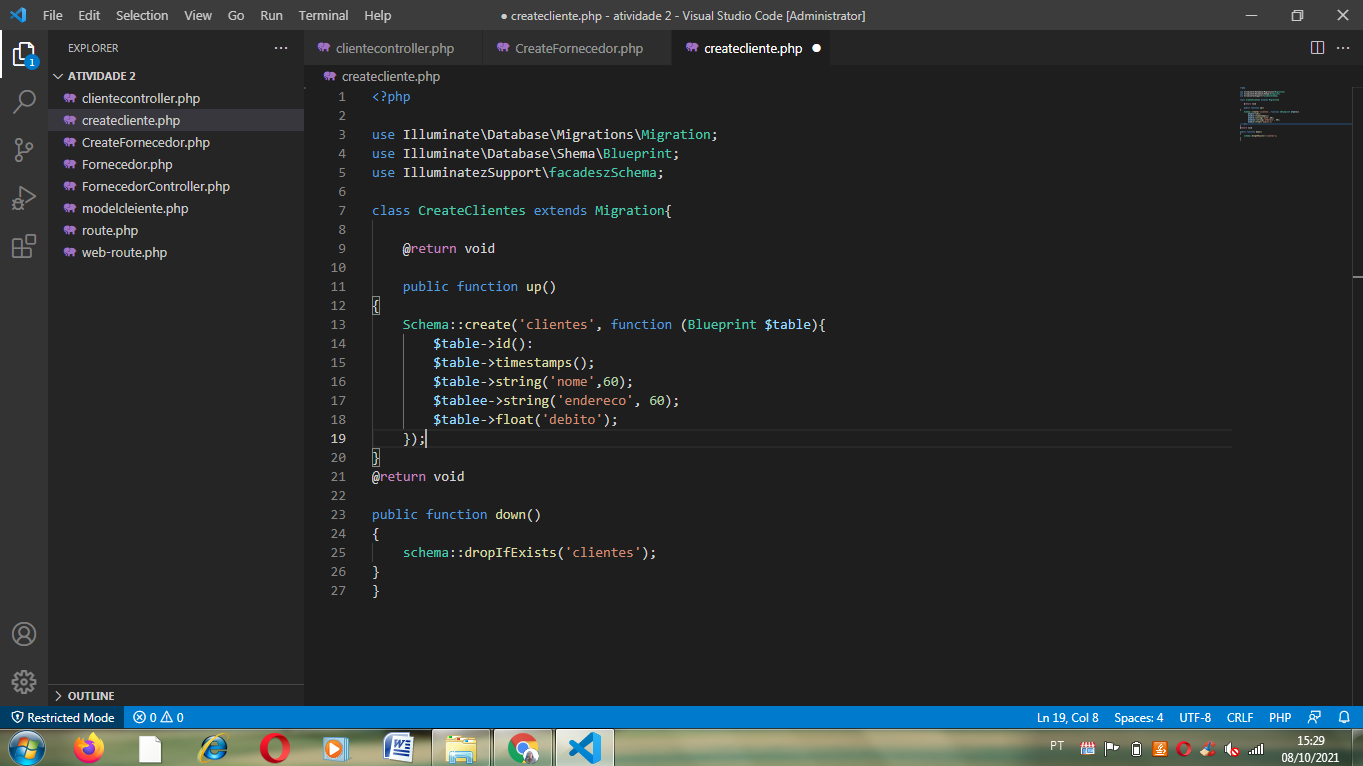 File Edit Selection View Go Run Terminal Help
● createcliente.php - atividade 2 - Visual Studio Code [Administrator]
EXPLORER
clientecontroller.php
CreateFornecedor.php
createcliente.php
ATIVIDADE 2
clientecontroller.php
createcliente.php
CreateFornecedor.php
Fornecedor.php
FornecedorController.php
modelcleiente.php
route.php
web-route.php
OUTLINE
1
createcliente.php
1 <?php
2
3 use Illuminate\Database\Migrations\Migration;
4 use Illuminate\Database\Shema\Blueprint;
5 use IlluminatezSupport\facadeszSchema;
6
7 class CreateClientes extends Migration{
8
9 @return void
10
11 public function up()
12 {
13 Schema::create('clientes', function (Blueprint $table){
14 $table->id():
15 $table->timestamps();
16 $table->string('nome',60);
17 $tablee->string('endereco', 60);
18 $table->float('debito');
19 });
20 }
21 @return void
22
23 public function down()
24 {
25 schema::dropIfExists('clientes');
26 }
27 }
Restricted Mode 0 0
Ln 19, Col 8 Spaces: 4 UTF-8 CRLF PHP
PT
15:29
08/10/2021